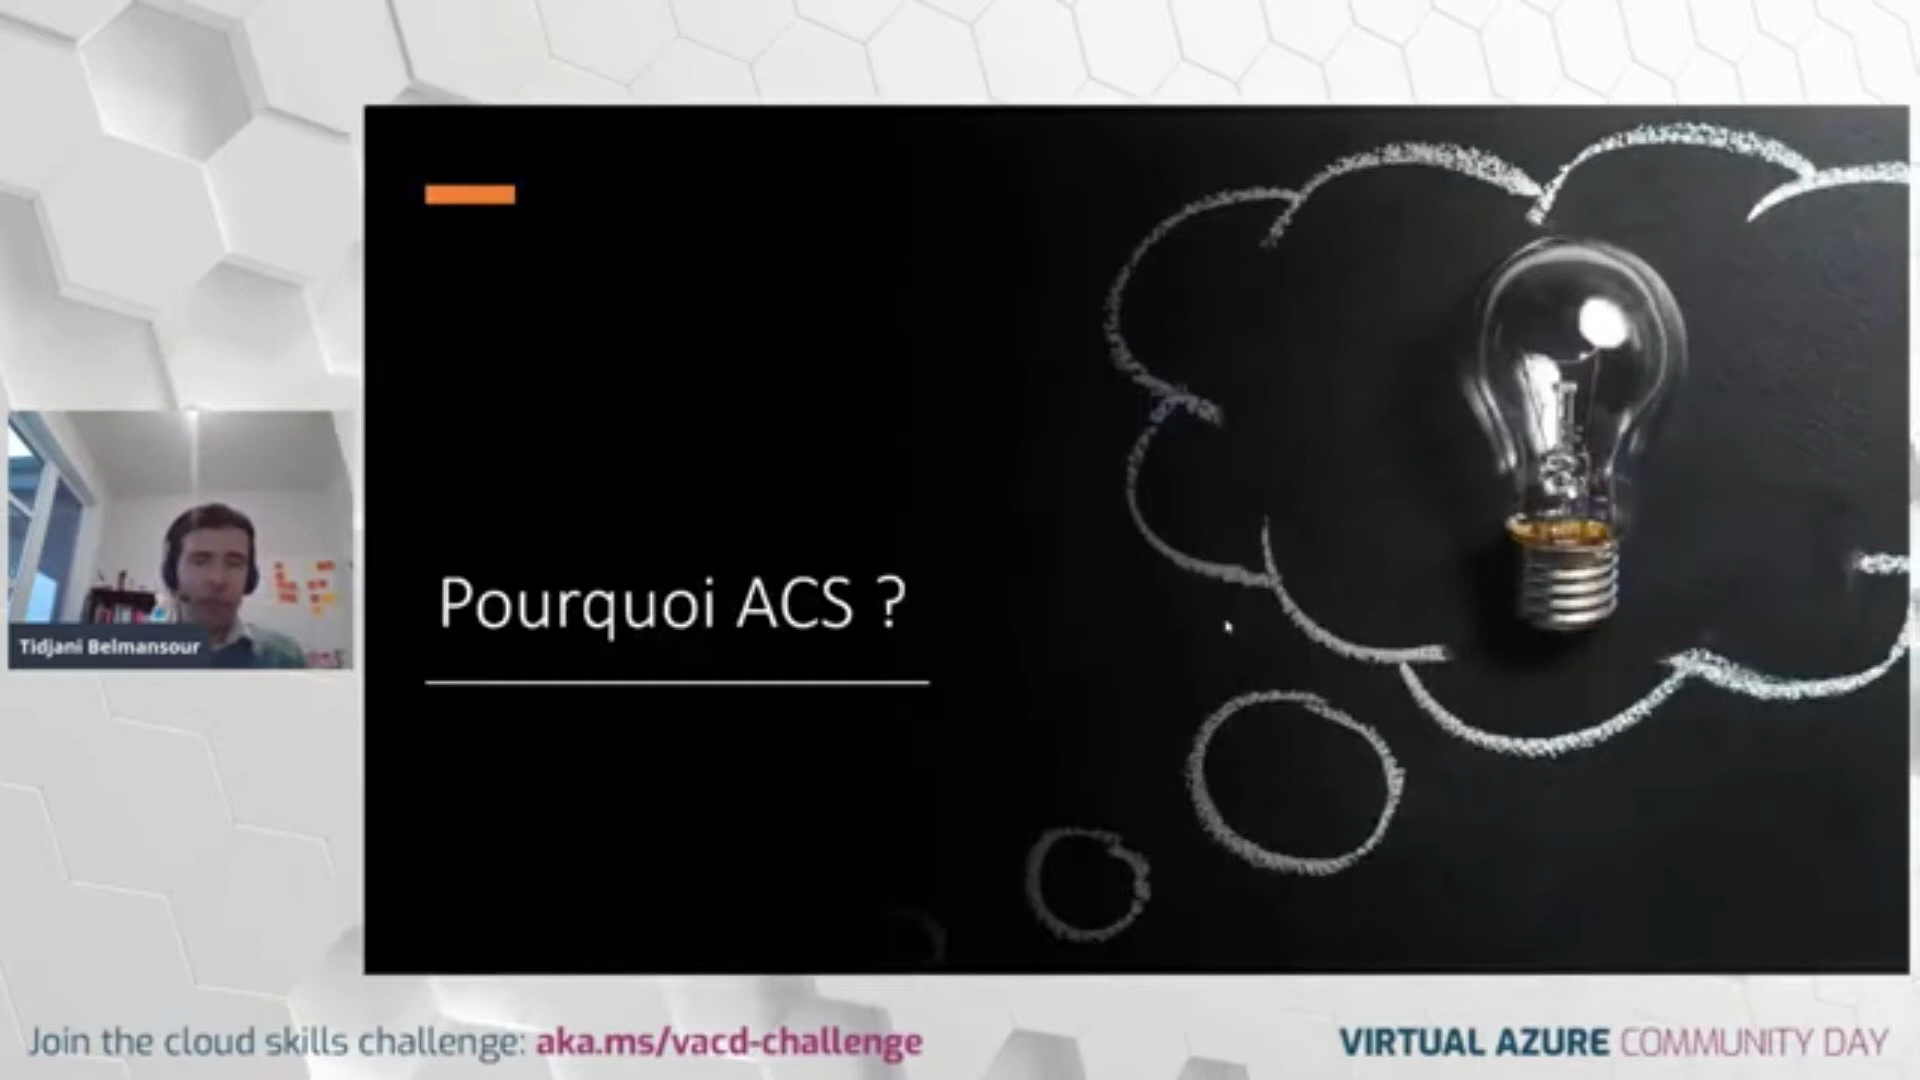 Pourquoi ACS ?
Tidjani Belmansour
Join the cloud skills challenge: aka.ms/vacd-challenge
VIRTUAL AZURE COMMUNITY DAY